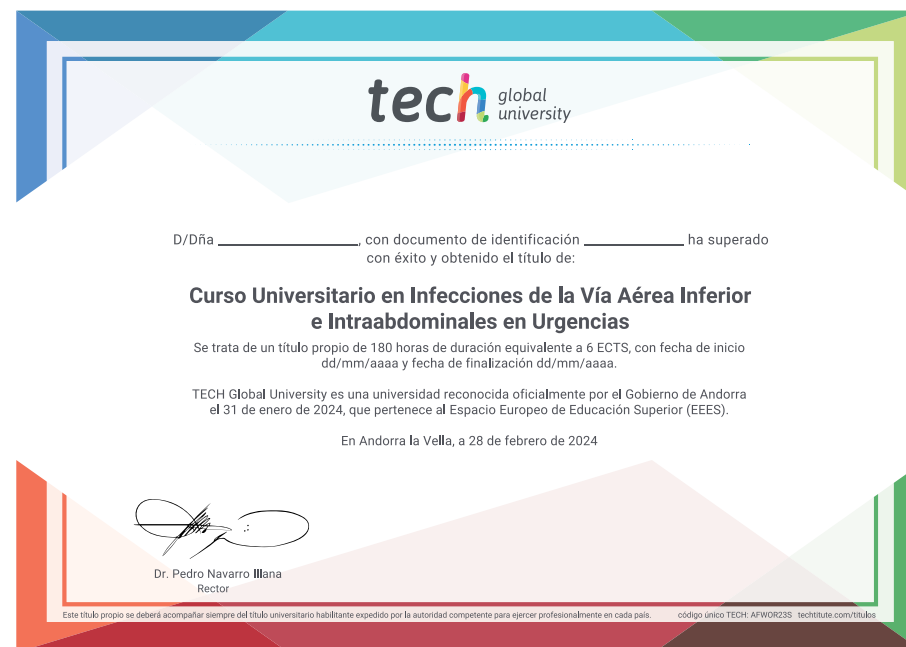 tech global university
D/Dña ____________________, con documento de identificación ______________ ha superado
con éxito y obtenido el título de:
Curso Universitario en Infecciones de la Vía Aérea Inferior
e Intraabdominales en Urgencias
Se trata de un título propio de 180 horas de duración equivalente a 6 ECTS, con fecha de inicio
dd/mm/aaaa y fecha de finalización dd/mm/aaaa.
TECH Global University es una universidad reconocida oficialmente por el Gobierno de Andorra
el 31 de enero de 2024, que pertenece al Espacio Europeo de Educación Superior (EEES).
En Andorra la Vella, a 28 de febrero de 2024
Dr. Pedro Navarro Illana
Rector
Este título propio se deberá acompañar siempre del título universitario habilitante expedido por la autoridad competente para ejercer profesionalmente en cada país. código único TECH: AFWOR23S techtitute.com/titulos